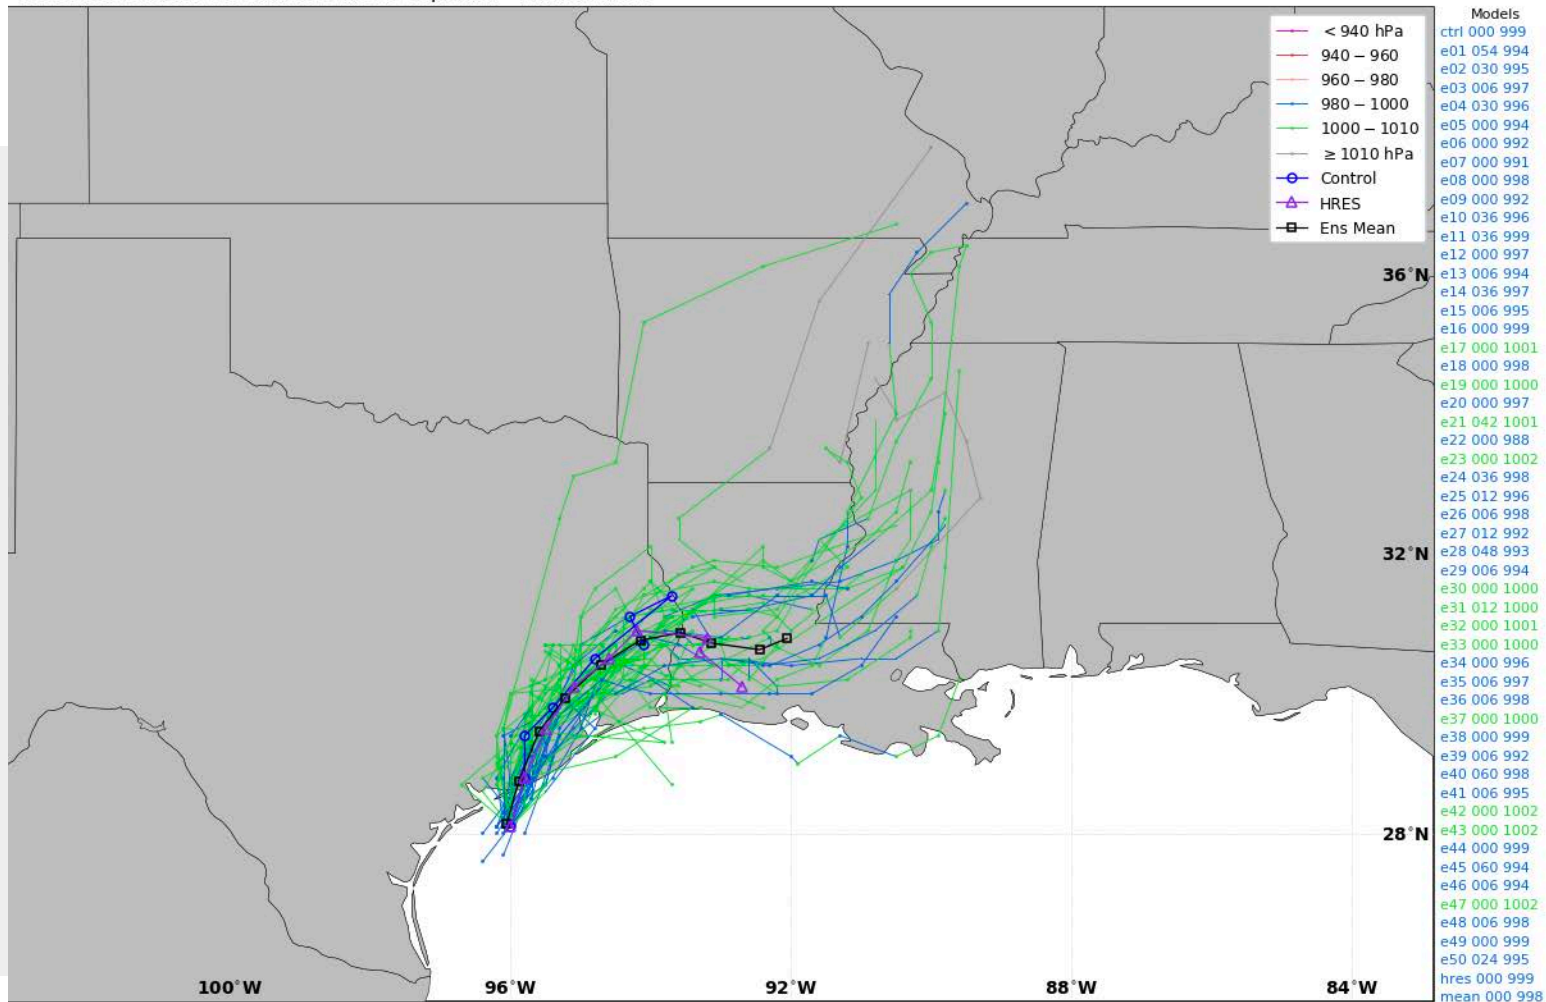 Models
< 940 hPa
940 − 960
960 − 980
980 − 1000
1000 − 1010
≥ 1010 hPa
Control
HRES
Ens Mean
ctrl 000 999
e01 054 994
e02 030 995
e03 006 997
e04 030 996
e05 000 994
e06 000 992
e07 000 991
e08 000 998
e09 000 992
e10 036 996
e11 036 999
e12 000 997
e13 006 994
e14 036 997
e15 006 995
e16 000 999
e17 000 1001
e18 000 998
e19 000 1000
e20 000 997
e21 042 1001
e22 000 988
e23 000 1002
e24 036 998
e25 012 996
e26 006 998
e27 012 992
e28 048 993
e29 006 994
e30 000 1000
e31 012 1000
e32 000 1001
e33 000 1000
e34 000 996
e35 006 997
e36 006 998
e37 000 1000
e38 000 999
e39 006 992
e40 060 998
e41 006 995
e42 000 1002
e43 000 1002
e44 000 999
e45 060 994
e46 006 994
e47 000 1002
e48 006 998
e49 000 999
e50 024 995
hres 000 999
mean 000 998
36°N
32°N
28°N
100°W
96°W
92°W
88°W
84°W